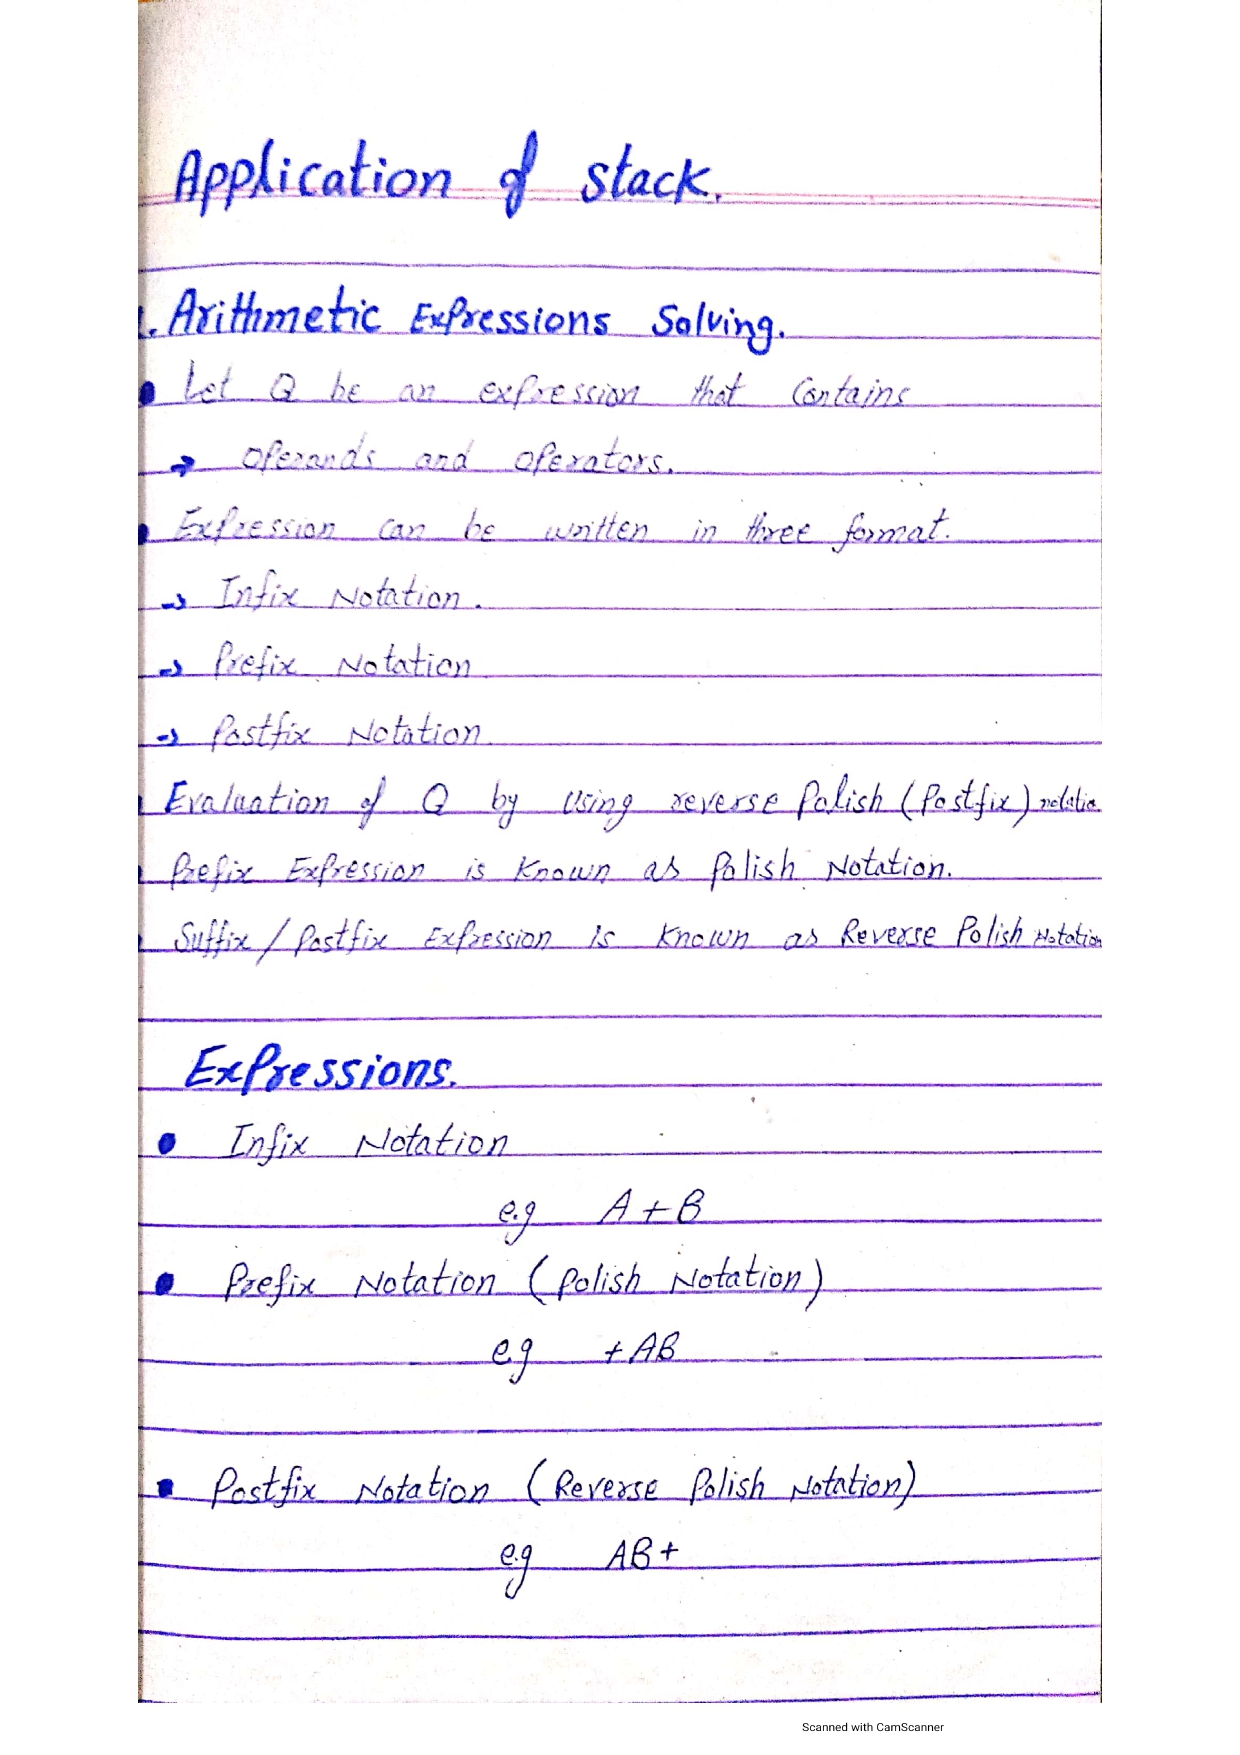 Application of stack.
1. Arithmetic Expressions Solving.
• Let Q be an expression that Contains
→ operands and operators.
• Expression can be written in three format.
→ Infix Notation.
→ Prefix Notation
→ Postfix Notation.
Evaluation of Q by using reverse Polish (Postfix) notatio
Prefix Expression is known as Polish Notation.
Suffix / Postfix Expression is known as Reverse Polish Notation
Expressions.
• Infix Notation
e.g A + B
• Prefix Notation (Polish Notation)
e.g + AB
• Postfix Notation (Reverse Polish Notation)
e.g AB +
Scanned with CamScanner